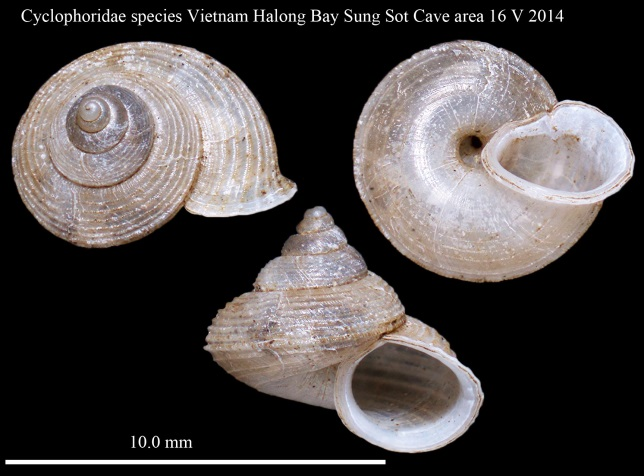 Cyclophoridae species Vietnam Halong Bay Sung Sot Cave area 16 V 2014
10.0 mm